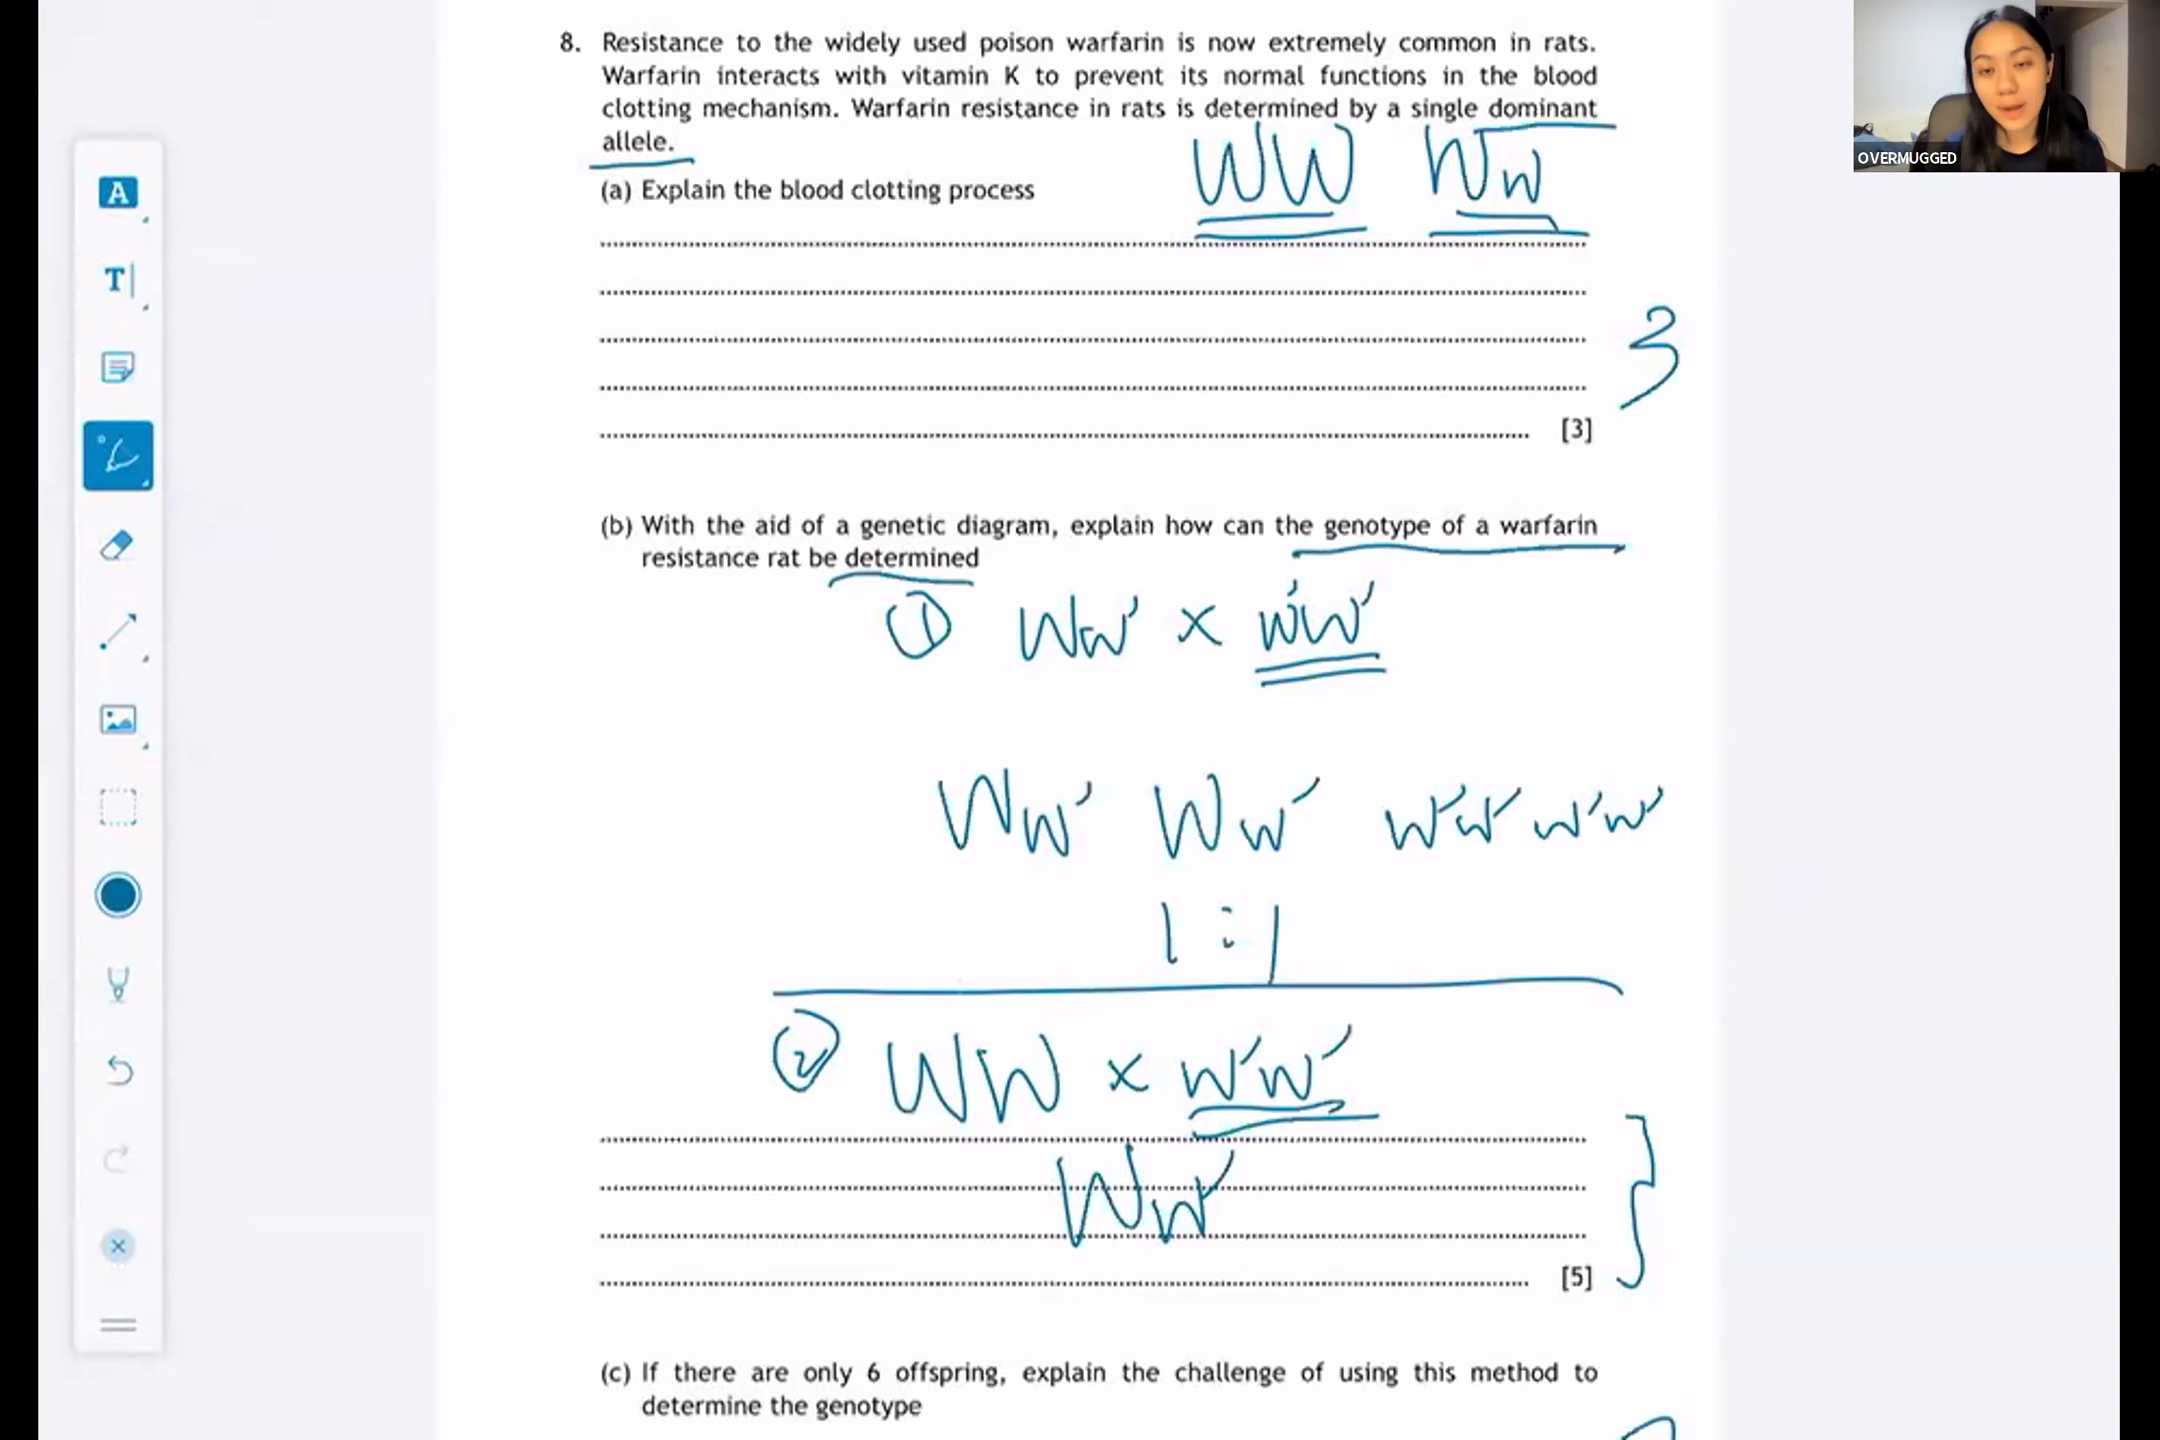 8. Resistance to the widely used poison warfarin is now extremely common in rats.
Warfarin interacts with vitamin K to prevent its normal functions in the blood
clotting mechanism. Warfarin resistance in rats is determined by a single dominant
allele.
WW Ww
OVERMUGGED
(a) Explain the blood clotting process
3
[3]
(b) With the aid of a genetic diagram, explain how can the genotype of a warfarin
resistance rat be determined
① Ww' x w'w'
Ww' Ww' w'w' w'w'
1 : 1
② WW x w'w'
Ww'
[5]
(c) If there are only 6 offspring, explain the challenge of using this method to
determine the genotype
A
T